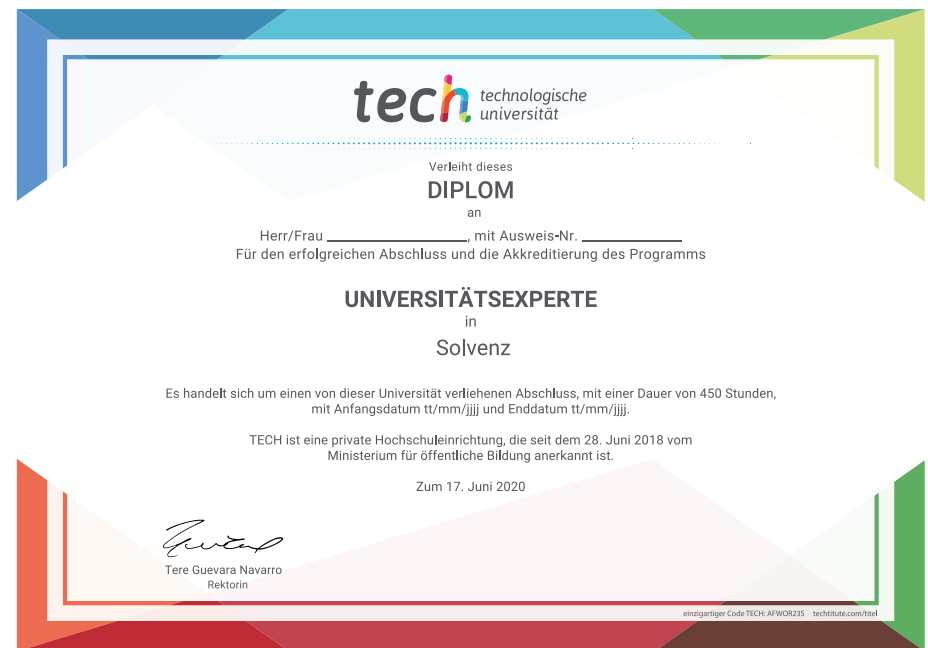 tech technologische
universität
Verleiht dieses
DIPLOM
an
Herr/Frau ____________________, mit Ausweis-Nr. ______________
Für den erfolgreichen Abschluss und die Akkreditierung des Programms
UNIVERSITÄTSEXPERTE
in
Solvenz
Es handelt sich um einen von dieser Universität verliehenen Abschluss, mit einer Dauer von 450 Stunden,
mit Anfangsdatum tt/mm/jjjj und Enddatum tt/mm/jjjj.
TECH ist eine private Hochschuleinrichtung, die seit dem 28. Juni 2018 vom
Ministerium für öffentliche Bildung anerkannt ist.
Zum 17. Juni 2020
Tere Guevara Navarro
Rektorin
einzigartiger Code TECH: AFWOR23S techtitute.com/titel